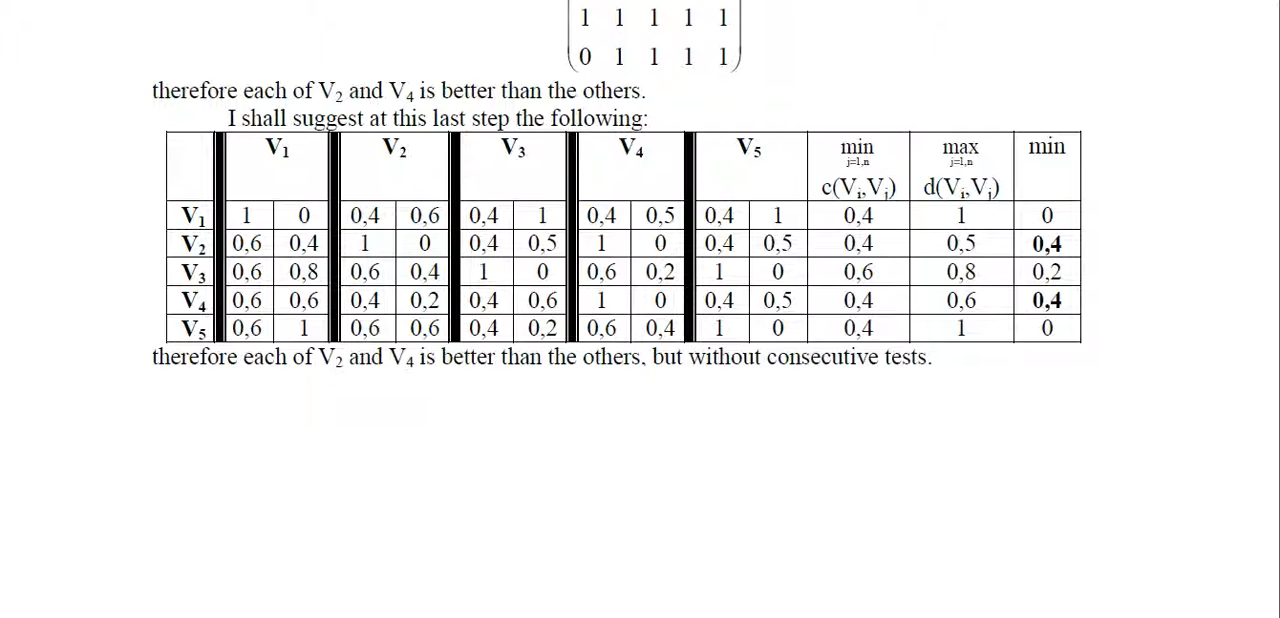 1 1 1 1 1
0 1 1 1 1
therefore each of V₂ and V₄ is better than the others.
I shall suggest at this last step the following:
V₁ V₂ V₃ V₄ V₅ min j=1,n c(Vᵢ,Vⱼ) max j=1,n d(Vᵢ,Vⱼ) min
V₁ 1 0 0,4 0,6 0,4 1 0,4 0,5 0,4 1 0,4 1 0
V₂ 0,6 0,4 1 0 0,4 0,5 1 0 0,4 0,5 0,4 0,5 0,4
V₃ 0,6 0,8 0,6 0,4 1 0 0,6 0,2 1 0 0,6 0,8 0,2
V₄ 0,6 0,6 0,4 0,2 0,4 0,6 1 0 0,4 0,5 0,4 0,6 0,4
V₅ 0,6 1 0,6 0,6 0,4 0,2 0,6 0,4 1 0 0,4 1 0
therefore each of V₂ and V₄ is better than the others, but without consecutive tests.